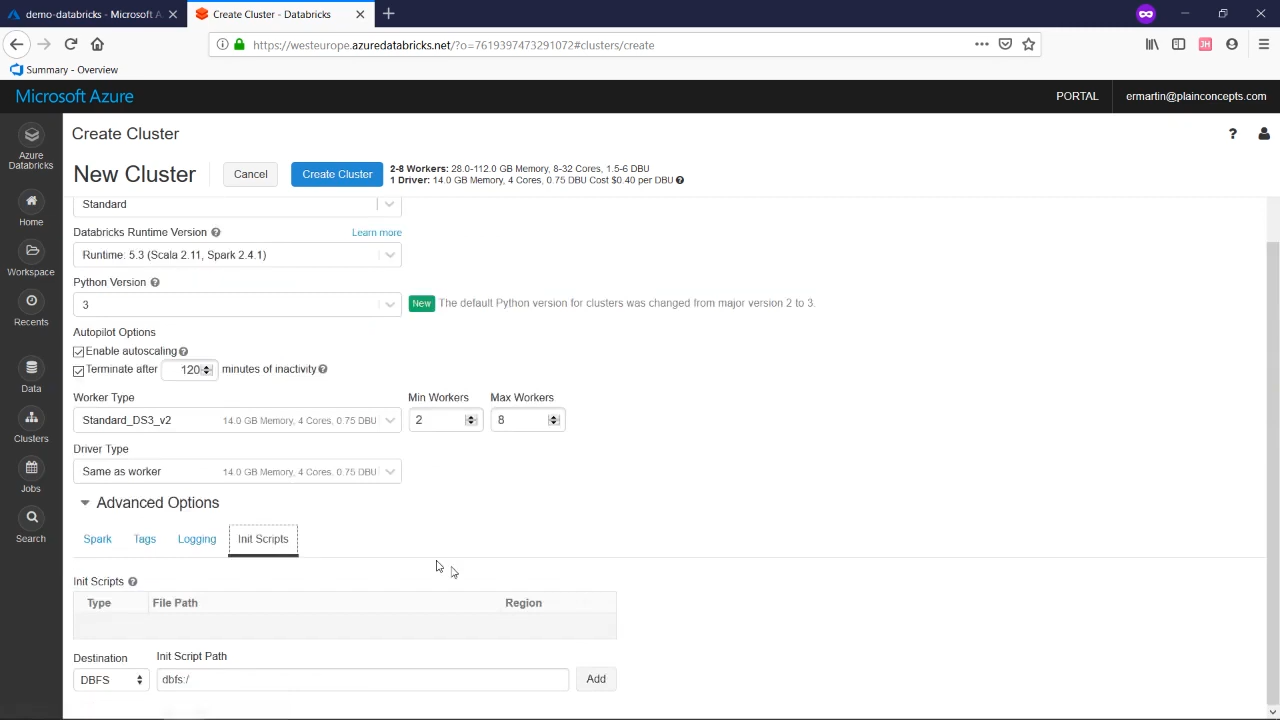 demo-databricks - Microsoft A
Create Cluster - Databricks
https://westeurope.azuredatabricks.net/?o=7619397473291072#clusters/create
JH
Summary - Overview
Microsoft Azure
PORTAL
ermartin@plainconcepts.com
Azure Databricks
Home
Workspace
Recents
Data
Clusters
Jobs
Search
Create Cluster
?
New Cluster
Cancel
Create Cluster
2-8 Workers: 28.0-112.0 GB Memory, 8-32 Cores, 1.5-6 DBU
1 Driver: 14.0 GB Memory, 4 Cores, 0.75 DBU Cost $0.40 per DBU ?
Standard
Databricks Runtime Version ?
Learn more
Runtime: 5.3 (Scala 2.11, Spark 2.4.1)
Python Version ?
3
New The default Python version for clusters was changed from major version 2 to 3.
Autopilot Options
Enable autoscaling ?
Terminate after 120 minutes of inactivity ?
Worker Type
Min Workers
Max Workers
Standard_DS3_v2 14.0 GB Memory, 4 Cores, 0.75 DBU
2
8
Driver Type
Same as worker 14.0 GB Memory, 4 Cores, 0.75 DBU
Advanced Options
Spark
Tags
Logging
Init Scripts
Init Scripts ?
Type
File Path
Region
Destination
Init Script Path
DBFS
dbfs:/
Add